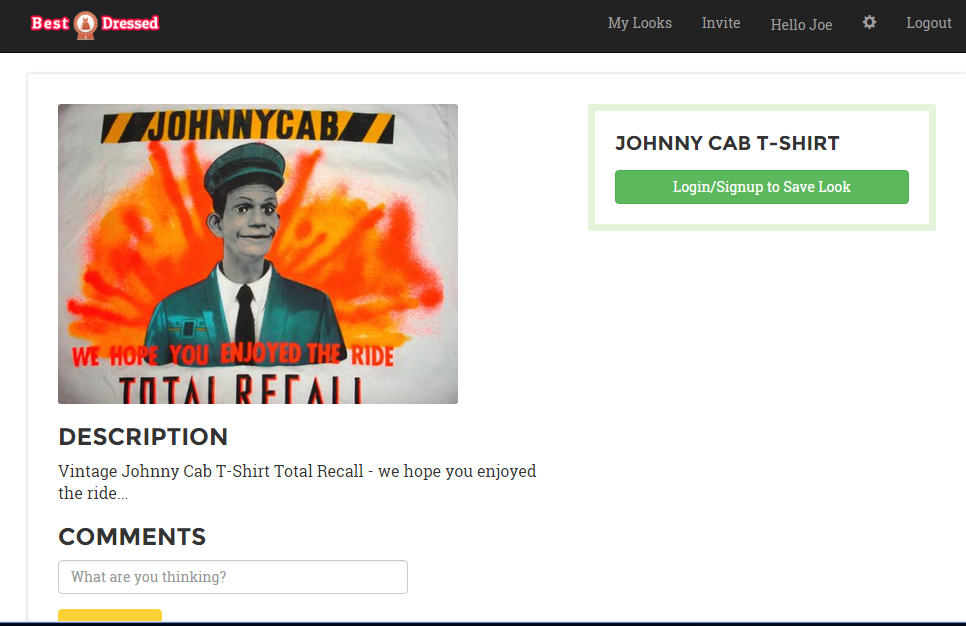 Best Dressed
My Looks
Invite
Hello Joe
Logout
JOHNNYCAB
WE HOPE YOU ENJOYED THE RIDE
TOTAL RECALL
JOHNNY CAB T-SHIRT
Login/Signup to Save Look
DESCRIPTION
Vintage Johnny Cab T-Shirt Total Recall - we hope you enjoyed
the ride...
COMMENTS
What are you thinking?